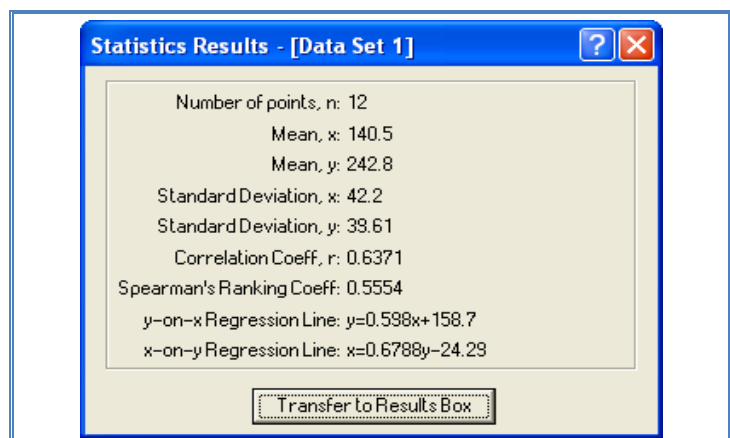 Statistics Results - [Data Set 1]
Number of points, n: 12
Mean, x: 140.5
Mean, y: 242.8
Standard Deviation, x: 42.2
Standard Deviation, y: 39.61
Correlation Coeff, r: 0.6371
Spearman's Ranking Coeff: 0.5554
y-on-x Regression Line: y=0.598x+158.7
x-on-y Regression Line: x=0.6788y-24.29
Transfer to Results Box